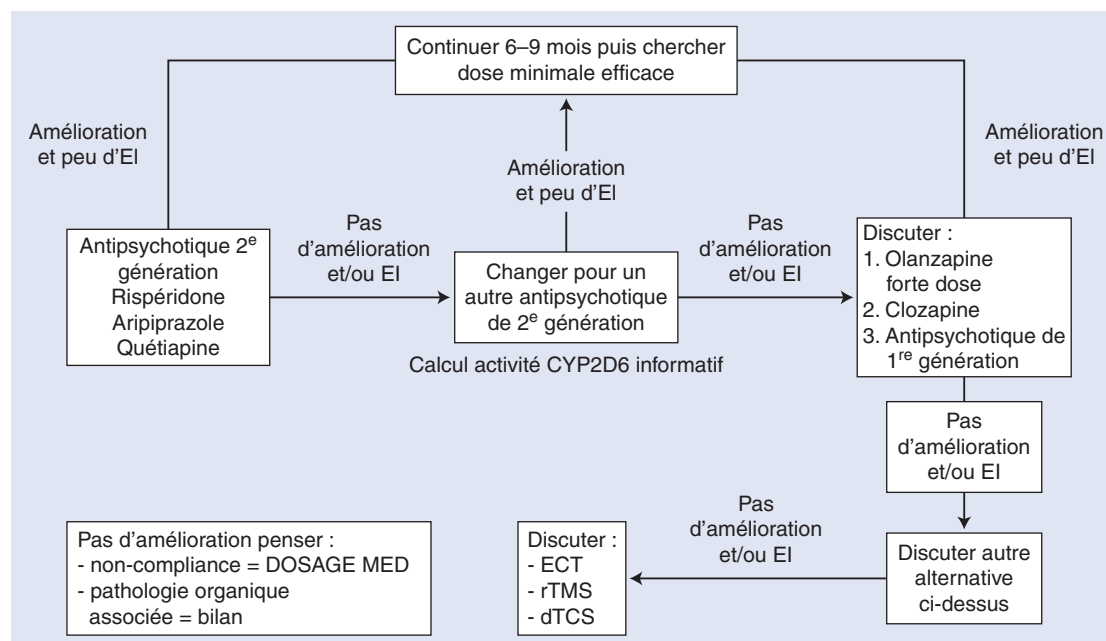 Continuer 6–9 mois puis chercher
dose minimale efficace
Amélioration
et peu d'EI
Amélioration
et peu d'EI
Amélioration
et peu d'EI
Antipsychotique 2e
génération
Rispéridone
Aripiprazole
Quétiapine
Pas
d'amélioration
et/ou EI
Changer pour un
autre antipsychotique
de 2e génération
Calcul activité CYP2D6 informatif
Pas
d'amélioration
et/ou EI
Discuter :
1. Olanzapine
forte dose
2. Clozapine
3. Antipsychotique de
1re génération
Pas
d'amélioration
et/ou EI
Discuter autre
alternative
ci-dessus
Pas
d'amélioration
et/ou EI
Discuter :
- ECT
- rTMS
- dTCS
Pas d'amélioration penser :
- non-compliance = DOSAGE MED
- pathologie organique
associée = bilan